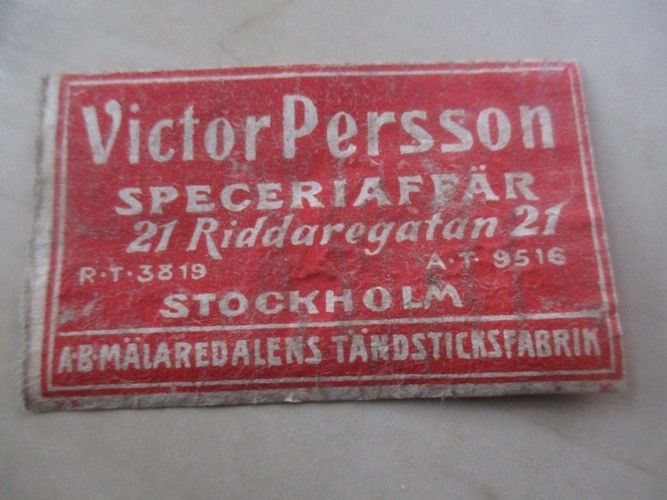 Victor Persson
SPECERIAFFÄR
21 Riddaregatan 21
R·T·3819 A·T·9516
STOCKHOLM
A·B·MÄLAREDALENS TÄNDSTICKSFABRIK